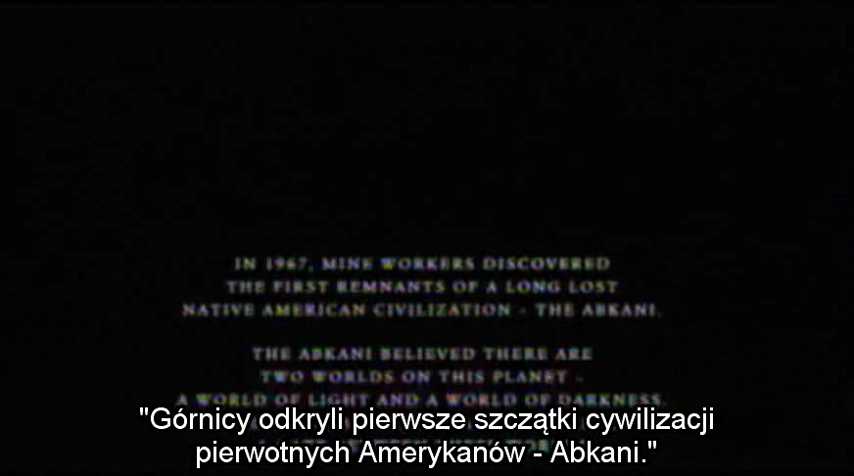 IN 1967, MINE WORKERS DISCOVERED
THE FIRST REMNANTS OF A LONG LOST
NATIVE AMERICAN CIVILIZATION - THE ABKANI.
THE ABKANI BELIEVED THERE ARE
TWO WORLDS ON THIS PLANET -
A WORLD OF LIGHT AND A WORLD OF DARKNESS.
"Górnicy odkryli pierwsze szczątki cywilizacji
pierwotnych Amerykanów - Abkani."